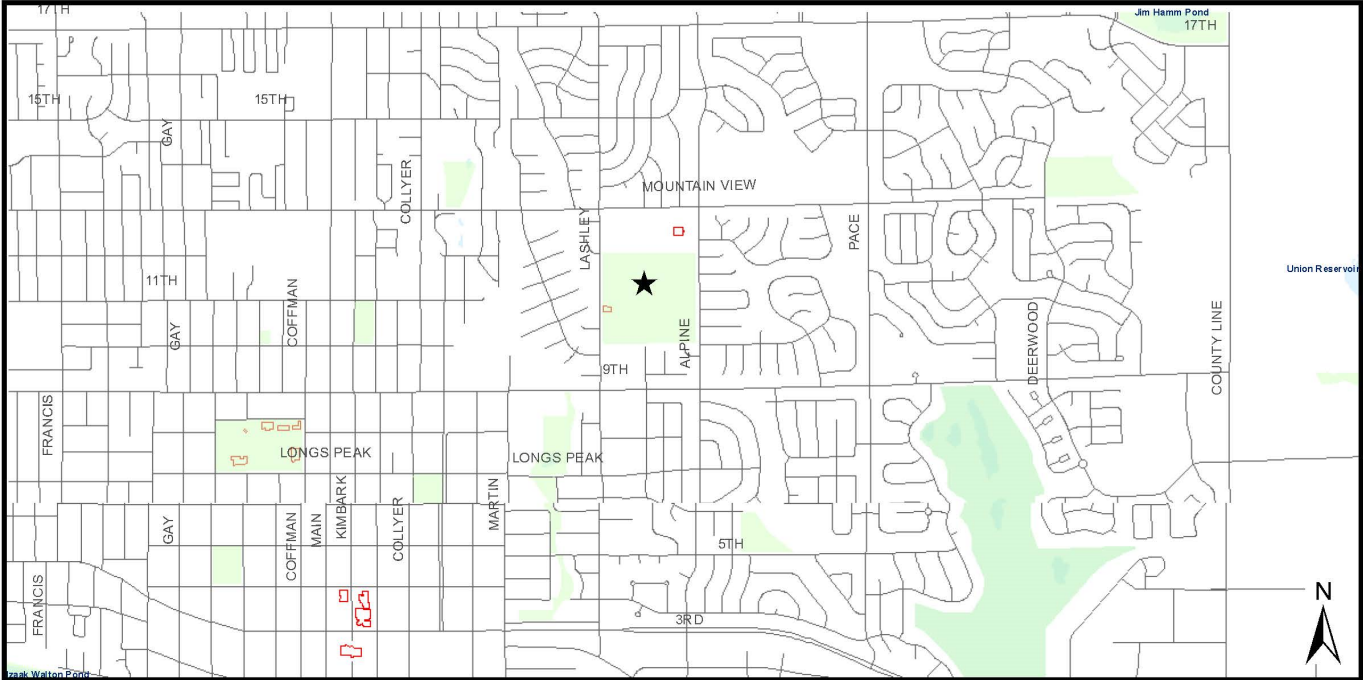 17TH
Jim Hamm Pond
17TH
15TH
15TH
GAY
COLLYER
MOUNTAIN VIEW
LASHLEY
PACE
11TH
Union Reservoir
COFFMAN
GAY
ALPINE
DEERWOOD
COUNTY LINE
9TH
FRANCIS
LONGS PEAK
LONGS PEAK
MARTIN
KIMBARK
GAY
COFFMAN
MAIN
COLLYER
5TH
FRANCIS
N
3RD
Izaak Walton Pond